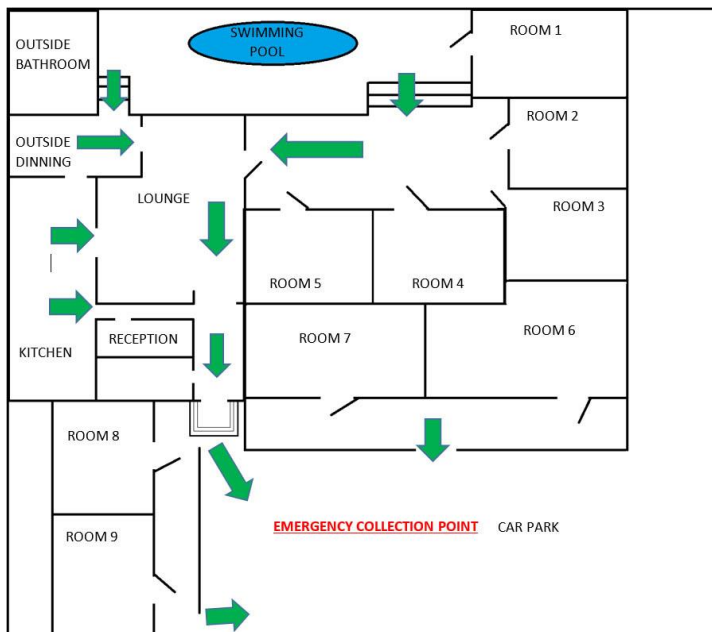 OUTSIDE
BATHROOM
SWIMMING
POOL
ROOM 1
ROOM 2
OUTSIDE
DINNING
LOUNGE
ROOM 3
ROOM 5
ROOM 4
KITCHEN
RECEPTION
ROOM 7
ROOM 6
ROOM 8
EMERGENCY COLLECTION POINT CAR PARK
ROOM 9